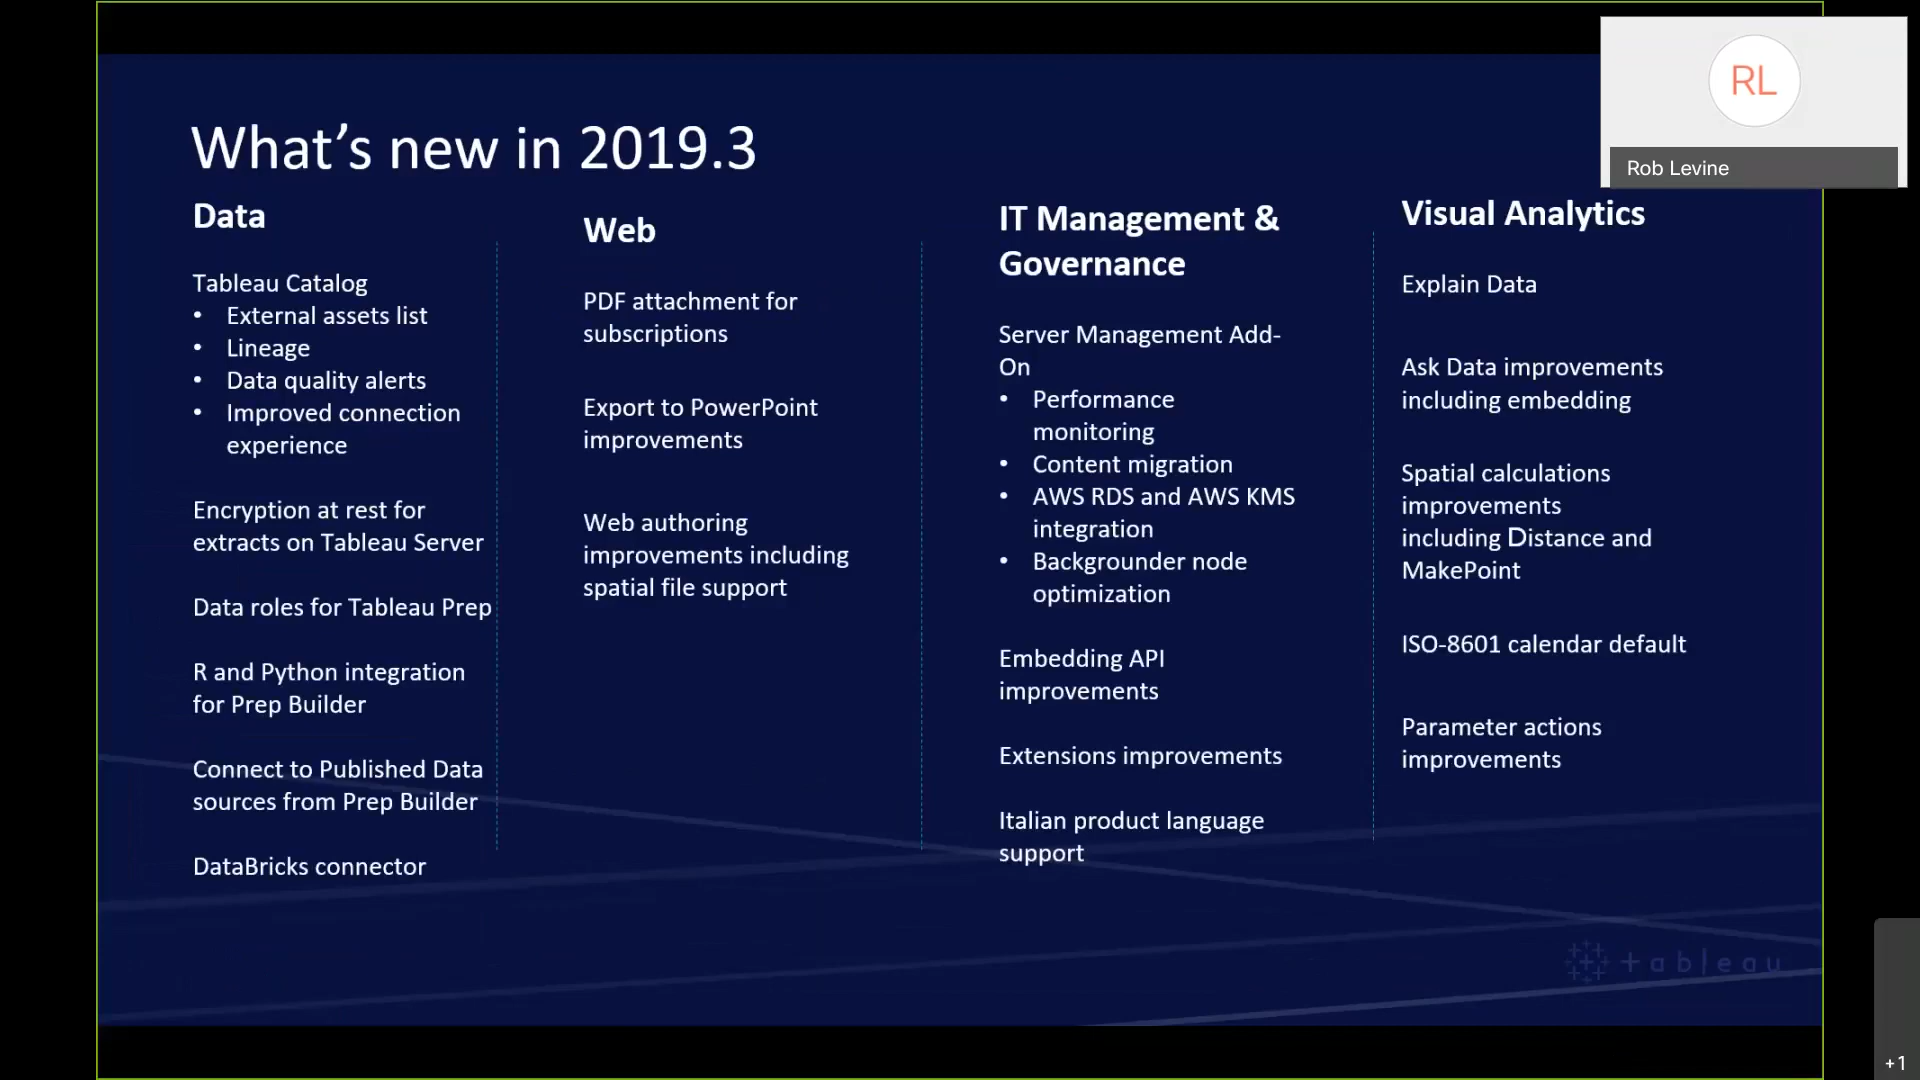 What's new in 2019.3
Data
Tableau Catalog
• External assets list
• Lineage
• Data quality alerts
• Improved connection
experience
Encryption at rest for
extracts on Tableau Server
Data roles for Tableau Prep
R and Python integration
for Prep Builder
Connect to Published Data
sources from Prep Builder
DataBricks connector
Web
PDF attachment for
subscriptions
Export to PowerPoint
improvements
Web authoring
improvements including
spatial file support
IT Management &
Governance
Server Management Add-
On
• Performance
monitoring
• Content migration
• AWS RDS and AWS KMS
integration
• Backgrounder node
optimization
Embedding API
improvements
Extensions improvements
Italian product language
support
Visual Analytics
Explain Data
Ask Data improvements
including embedding
Spatial calculations
improvements
including Distance and
MakePoint
ISO-8601 calendar default
Parameter actions
improvements
RL
Rob Levine
tableau
+1